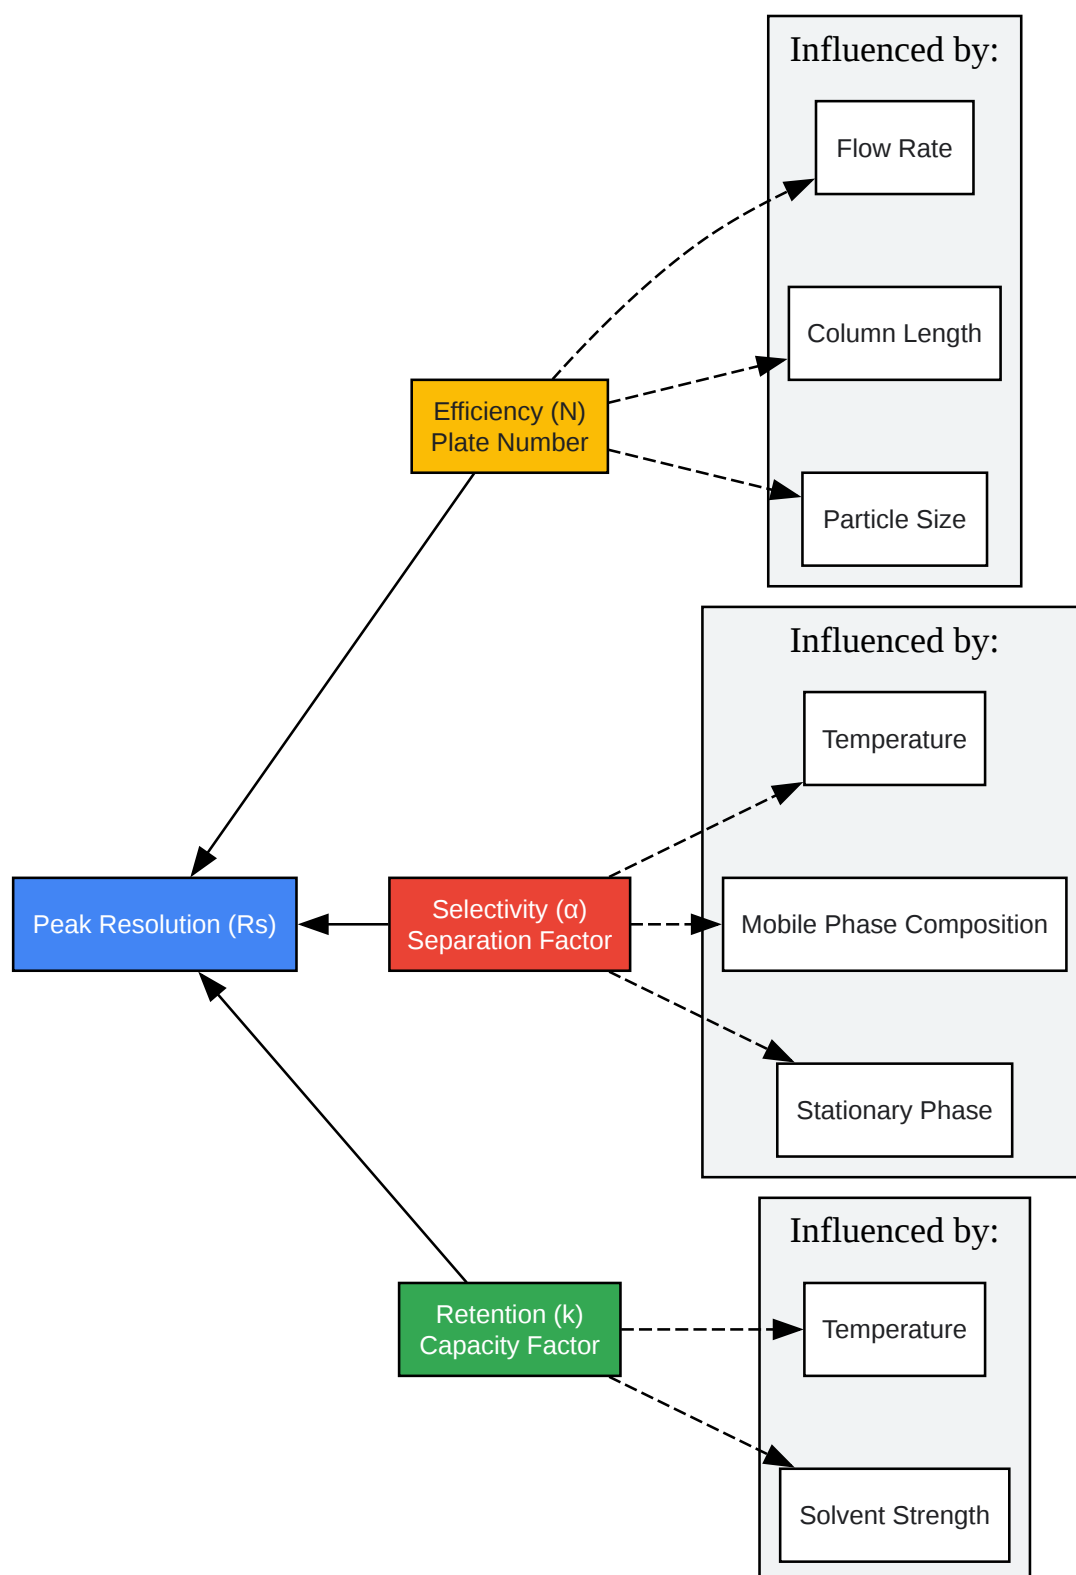 Influenced by:
Flow Rate
Column Length
Efficiency (N)
Plate Number
Particle Size
Influenced by:
Temperature
Peak Resolution (Rs)
Selectivity (α)
Separation Factor
Mobile Phase Composition
Stationary Phase
Influenced by:
Retention (k)
Capacity Factor
Temperature
Solvent Strength